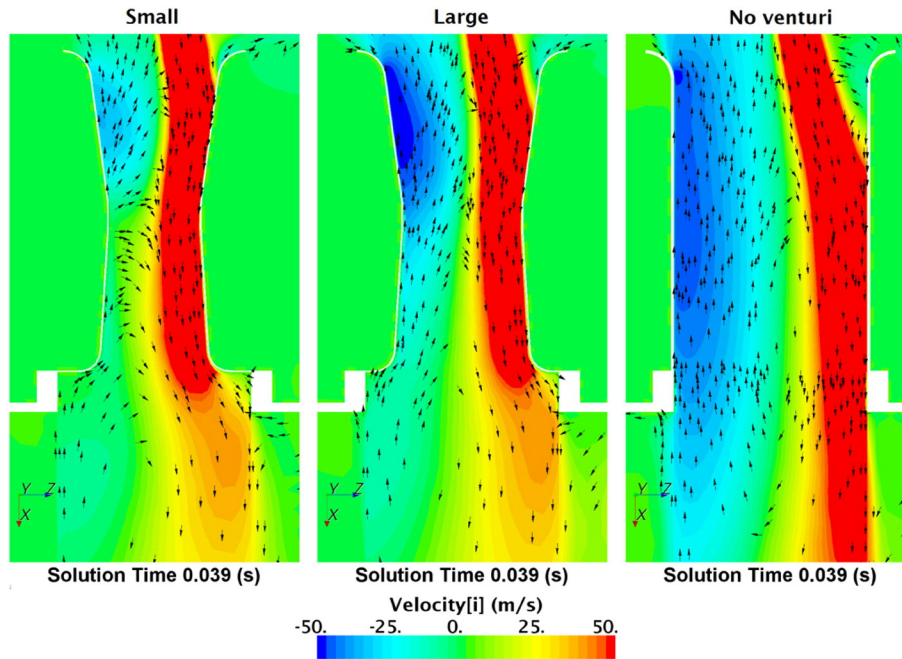 Small Large No venturi
Y Z Y Z Y Z
X X X
Solution Time 0.039 (s) Solution Time 0.039 (s) Solution Time 0.039 (s)
Velocity[i] (m/s)
-50. -25. 0. 25. 50.